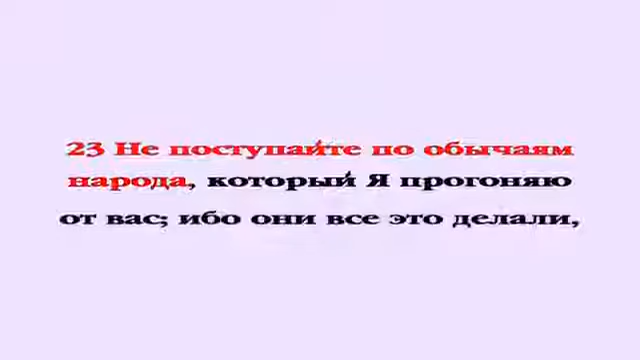 23 Не поступайте по обычаям
народа, который Я прогоняю
от вас; ибо они все это делали,